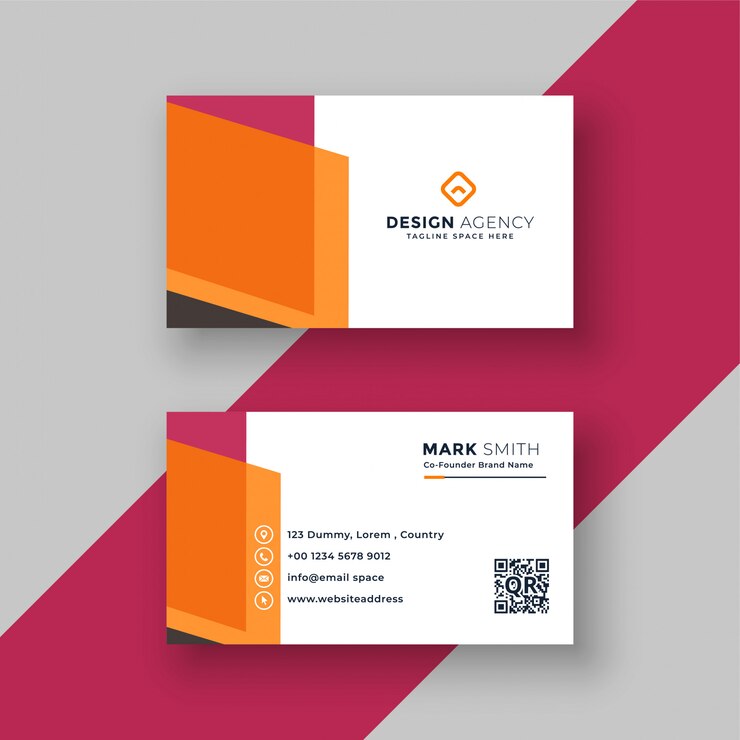 DESIGN AGENCY
TAGLINE SPACE HERE
MARK SMITH
Co-Founder Brand Name
123 Dummy, Lorem , Country
+00 1234 5678 9012
info@email space
www.websiteaddress
QR